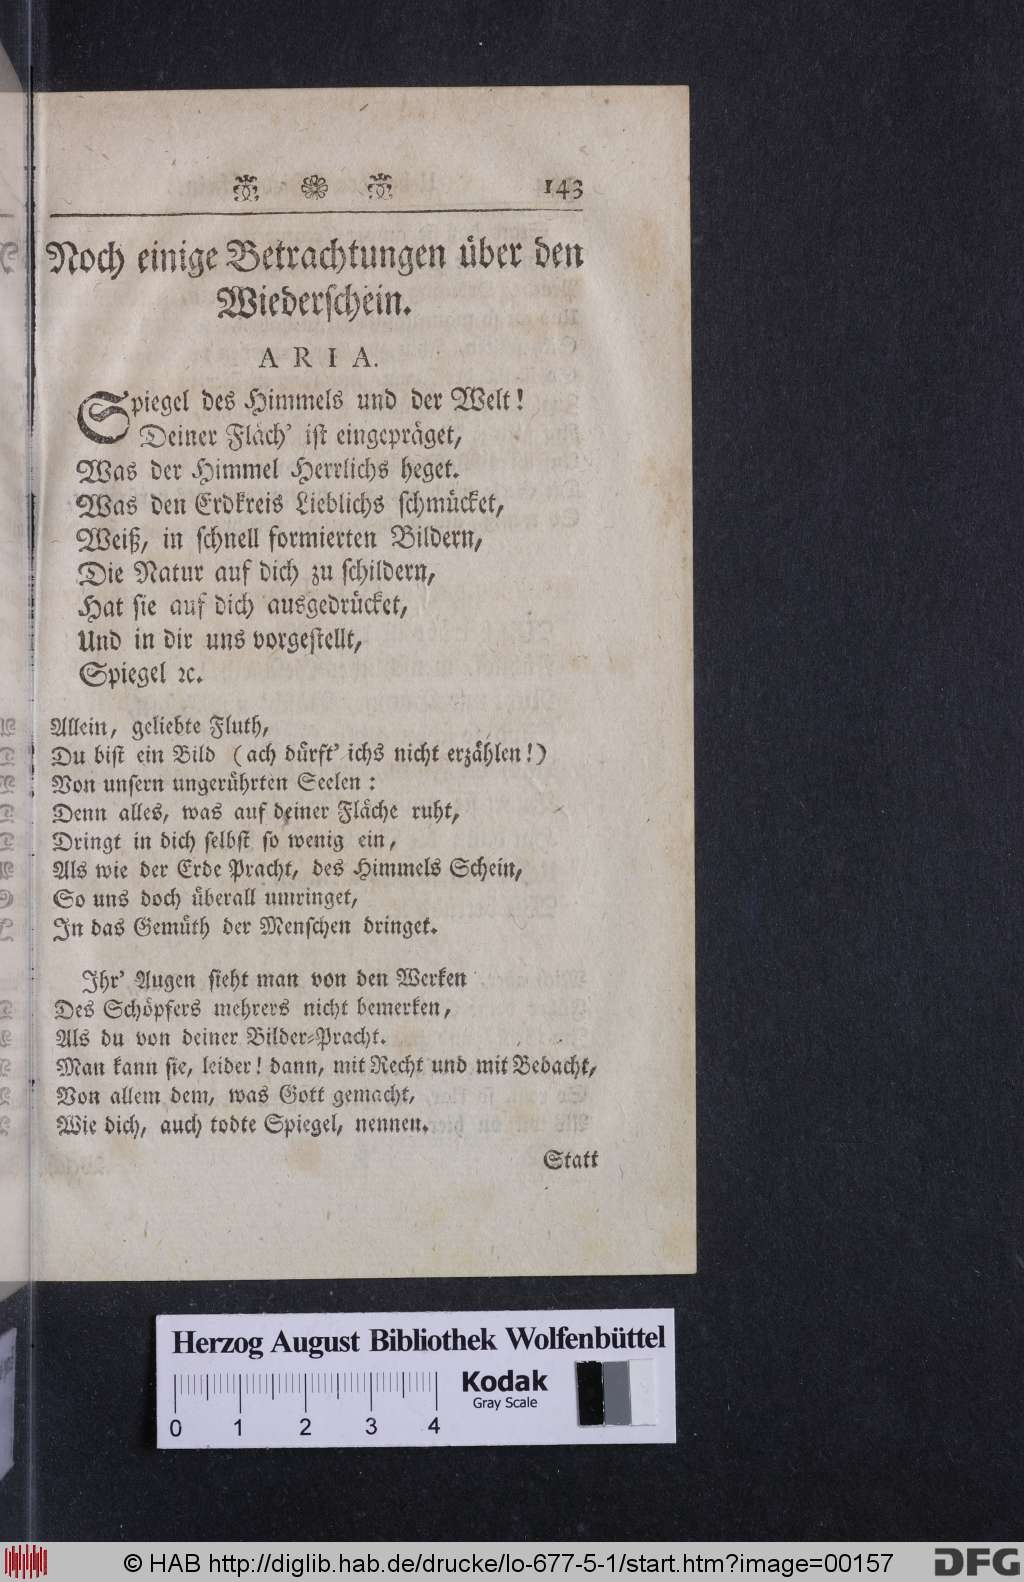 143
Noch einige Betrachtungen über den
Wiederschein.
ARIA.
Spiegel des Himmels und der Welt!
Deiner Fläch' ist eingepräget,
Was der Himmel Herrlichs heget.
Was den Erdkreis Lieblichs schmücket,
Weiß, in schnell formierten Bildern,
Die Natur auf dich zu schildern,
Hat sie auf dich ausgedrücket,
Und in dir uns vorgestellt,
Spiegel ꝛc.
Allein, geliebte Fluth,
Du bist ein Bild (ach dürft' ichs nicht erzählen!)
Von unsern ungerührten Seelen:
Denn alles, was auf deiner Fläche ruht,
Dringt in dich selbst so wenig ein,
Als wie der Erde Pracht, des Himmels Schein,
So uns doch überall umringet,
In das Gemüth der Menschen dringet.
Ihr' Augen sieht man von den Werken
Des Schöpfers mehrers nicht bemerken,
Als du von deiner Bilder-Pracht.
Man kann sie, leider! dann, mit Recht und mit Bedacht,
Von allem dem, was Gott gemacht,
Wie dich, auch todte Spiegel, nennen.
Statt
Herzog August Bibliothek Wolfenbüttel
Kodak
Gray Scale
0 1 2 3 4
© HAB http://diglib.hab.de/drucke/lo-677-5-1/start.htm?image=00157
DFG